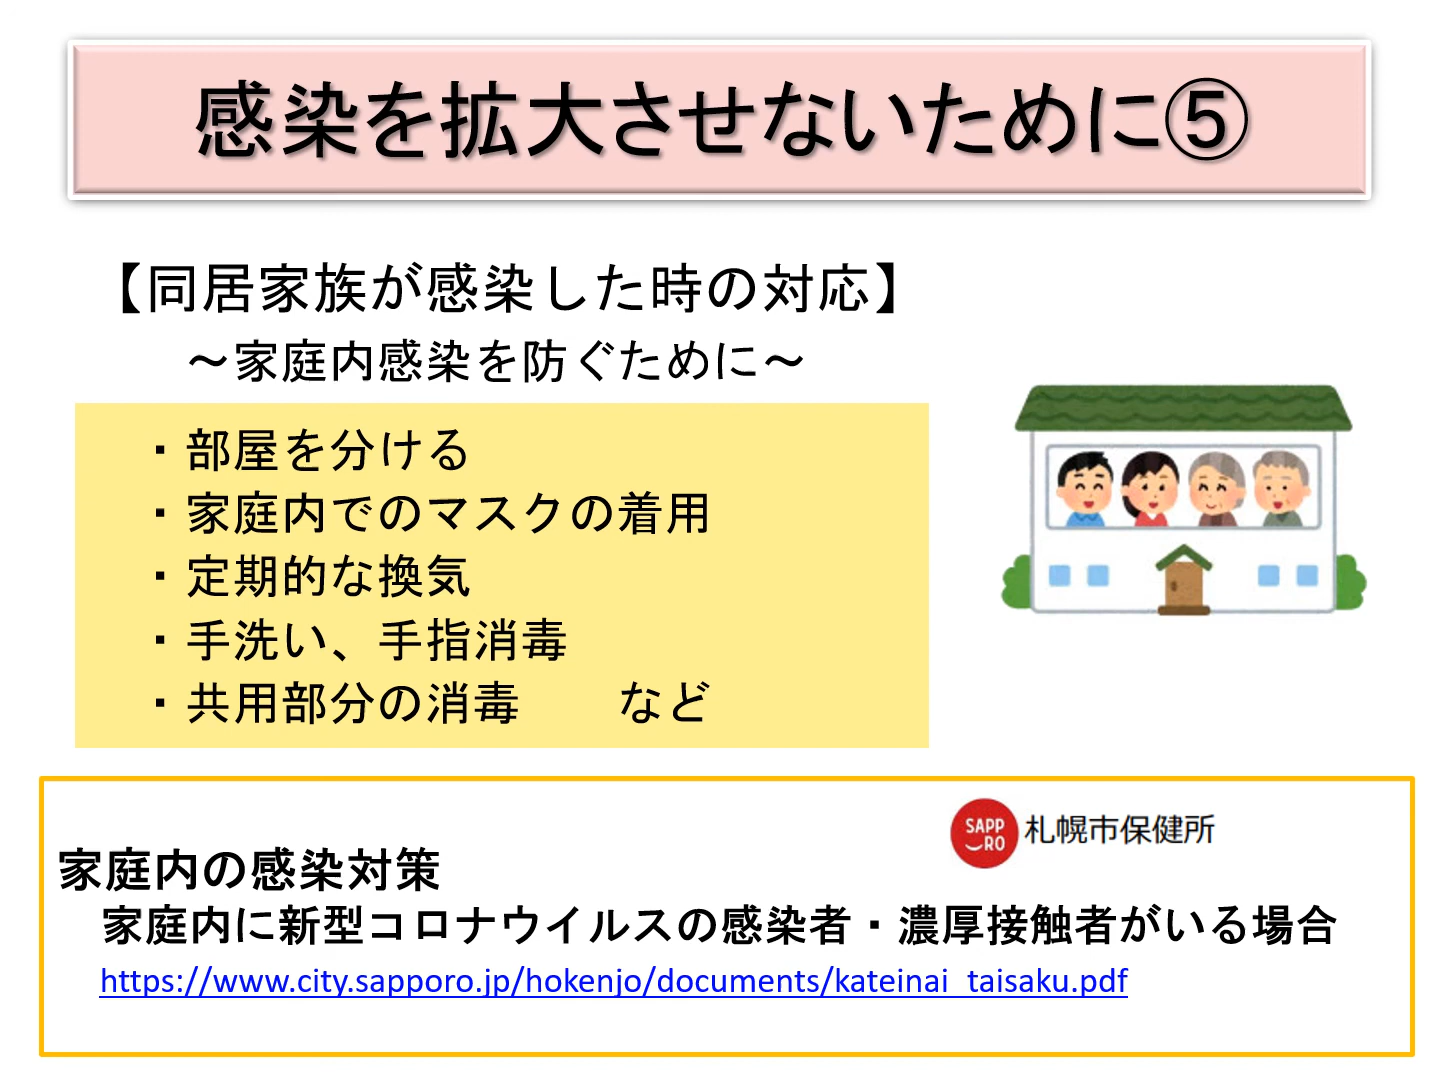 感染を拡大させないために⑤
【同居家族が感染した時の対応】
～家庭内感染を防ぐために～
・部屋を分ける
・家庭内でのマスクの着用
・定期的な換気
・手洗い、手指消毒
・共用部分の消毒　　など
SAPP
RO
札幌市保健所
家庭内の感染対策
家庭内に新型コロナウイルスの感染者・濃厚接触者がいる場合
https://www.city.sapporo.jp/hokenjo/documents/kateinai_taisaku.pdf